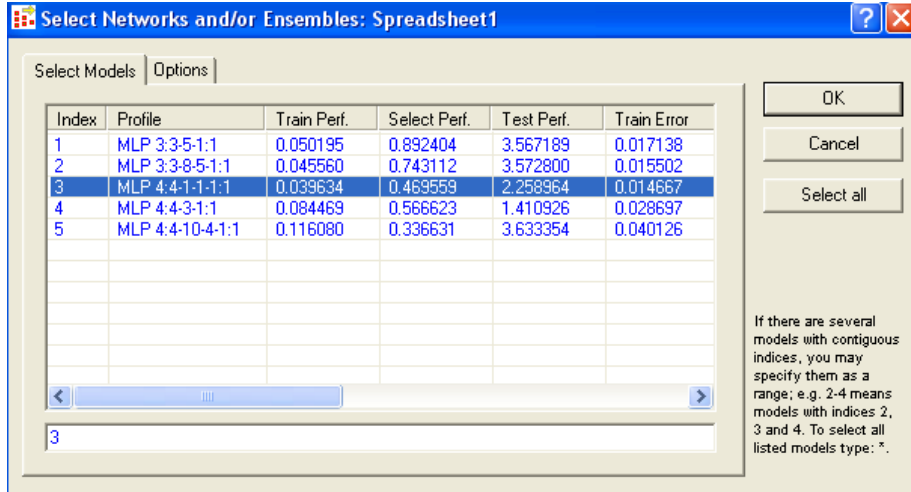 Select Networks and/or Ensembles: Spreadsheet1
Select Models Options
Index Profile Train Perf. Select Perf. Test Perf. Train Error
1 MLP 3:3-5-1:1 0.050195 0.892404 3.567189 0.017138
2 MLP 3:3-8-5-1:1 0.045560 0.743112 3.572800 0.015502
3 MLP 4:4-1-1-1:1 0.039634 0.469559 2.258964 0.014667
4 MLP 4:4-3-1:1 0.084469 0.566623 1.410926 0.028697
5 MLP 4:4-10-4-1:1 0.116080 0.336631 3.633354 0.040126
3
OK
Cancel
Select all
If there are several
models with contiguous
indices, you may
specify them as a
range; e.g. 2-4 means
models with indices 2,
3 and 4. To select all
listed models type: *.